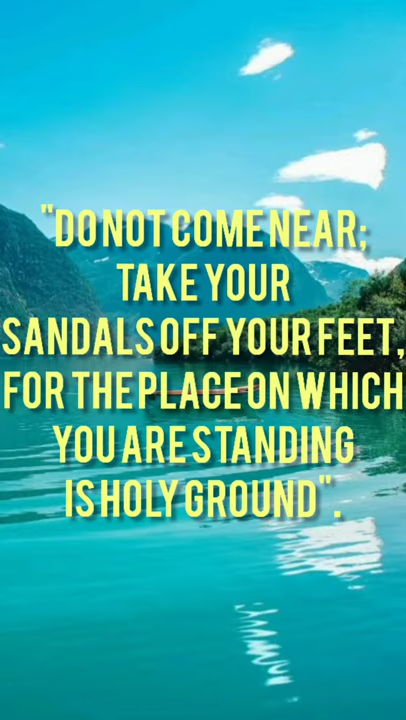 "DO NOT COME NEAR;
TAKE YOUR
SANDALS OFF YOUR FEET,
FOR THE PLACE ON WHICH
YOU ARE STANDING
IS HOLY GROUND".